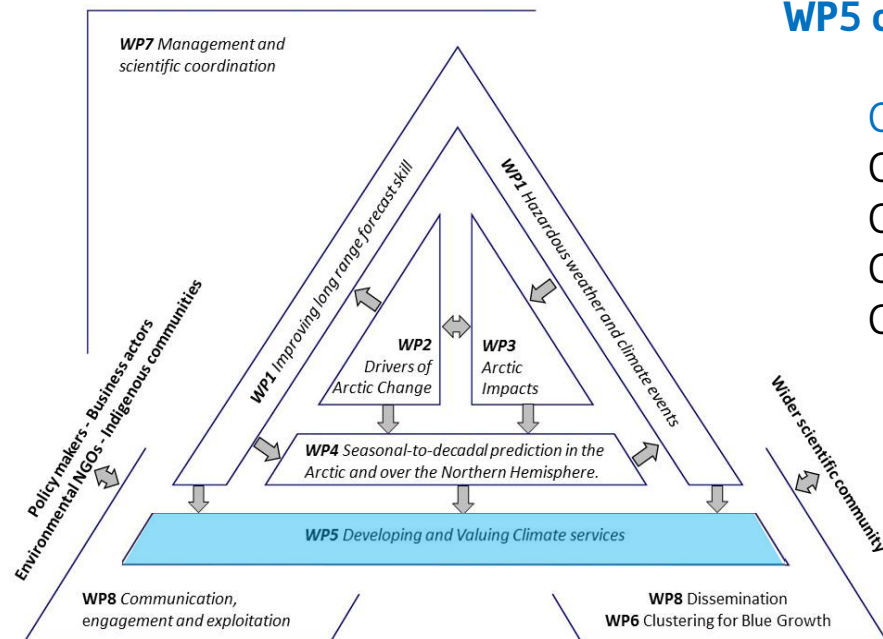 WP5
WP7 Management and
scientific coordination
WP1 Improving long range forecast skill
WP1 Hazardous weather and climate events
WP2
Drivers of
Arctic Change
WP3
Arctic
Impacts
WP4 Seasonal-to-decadal prediction in the
Arctic and over the Northern Hemisphere.
WP5 Developing and Valuing Climate services
Policy makers - Business actors
Environmental NGOs - Indigenous communities
Wider scientific community
WP8 Communication,
engagement and exploitation
WP8 Dissemination
WP6 Clustering for Blue Growth